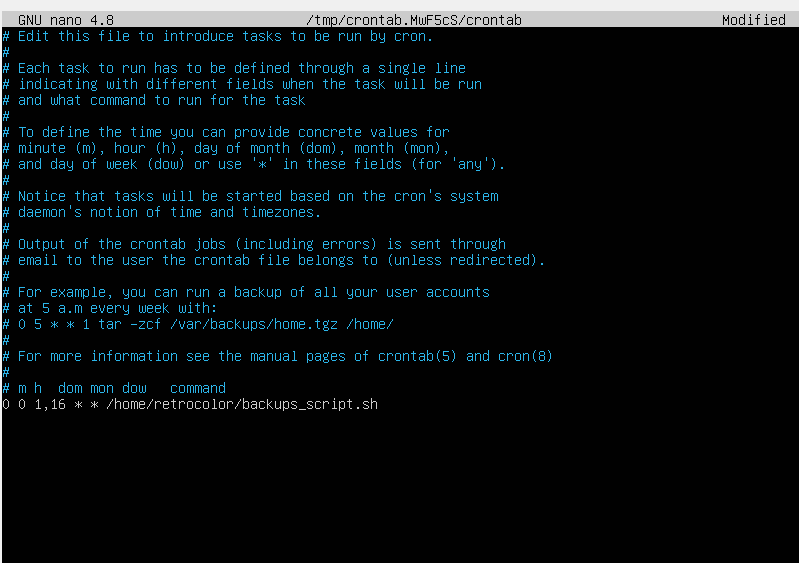 GNU nano 4.8 /tmp/crontab.MwF5cS/crontab Modified
# Edit this file to introduce tasks to be run by cron.
#
# Each task to run has to be defined through a single line
# indicating with different fields when the task will be run
# and what command to run for the task
#
# To define the time you can provide concrete values for
# minute (m), hour (h), day of month (dom), month (mon),
# and day of week (dow) or use '*' in these fields (for 'any').
#
# Notice that tasks will be started based on the cron's system
# daemon's notion of time and timezones.
#
# Output of the crontab jobs (including errors) is sent through
# email to the user the crontab file belongs to (unless redirected).
#
# For example, you can run a backup of all your user accounts
# at 5 a.m every week with:
# 0 5 * * 1 tar -zcf /var/backups/home.tgz /home/
#
# For more information see the manual pages of crontab(5) and cron(8)
#
# m h  dom mon dow   command
0 0 1,16 * * /home/retrocolor/backups_script.sh